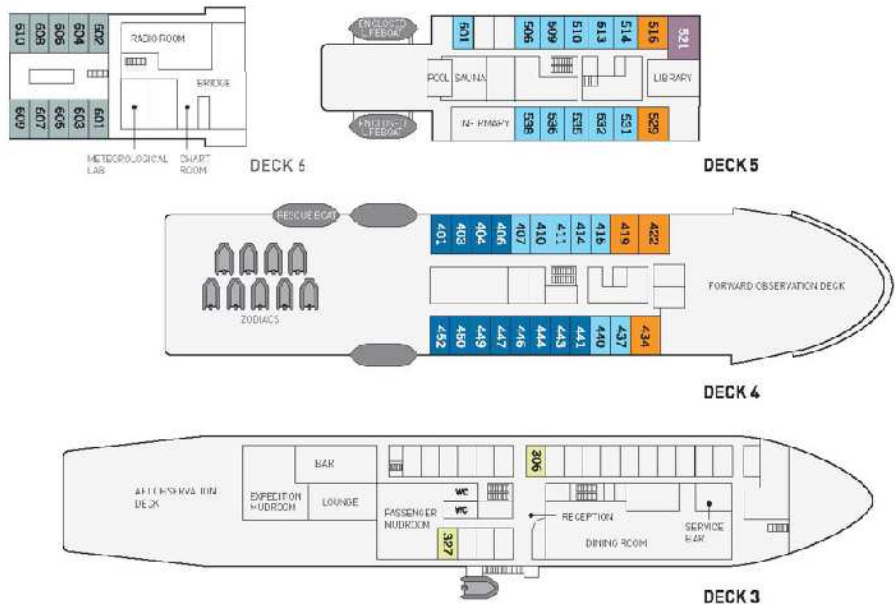 610 608 606 604 602
RADIO ROOM
BRIDGE
609 607 605 603 601
METEOROLOGICAL
LAB
CHART
ROOM
DECK 6
ENCLOSED
LIFEBOAT
501 506 509 510 513 514 516 521
POOL SAUNA LIBRARY
INFIRMARY 538 536 535 532 531 529
ENCLOSED
LIFEBOAT
DECK 5
RESCUE BOAT
401 403 404 406 407 410 411 414 416 419 422
FORWARD OBSERVATION DECK
ZODIACS
452 450 449 447 446 444 443 441 440 437 434
DECK 4
BAR
306
AFT OBSERVATION
DECK
EXPEDITION
MUDROOM
LOUNGE
PASSENGER
MUDROOM
WC
WC
RECEPTION
SERVICE
BAR
DINING ROOM
327
DECK 3